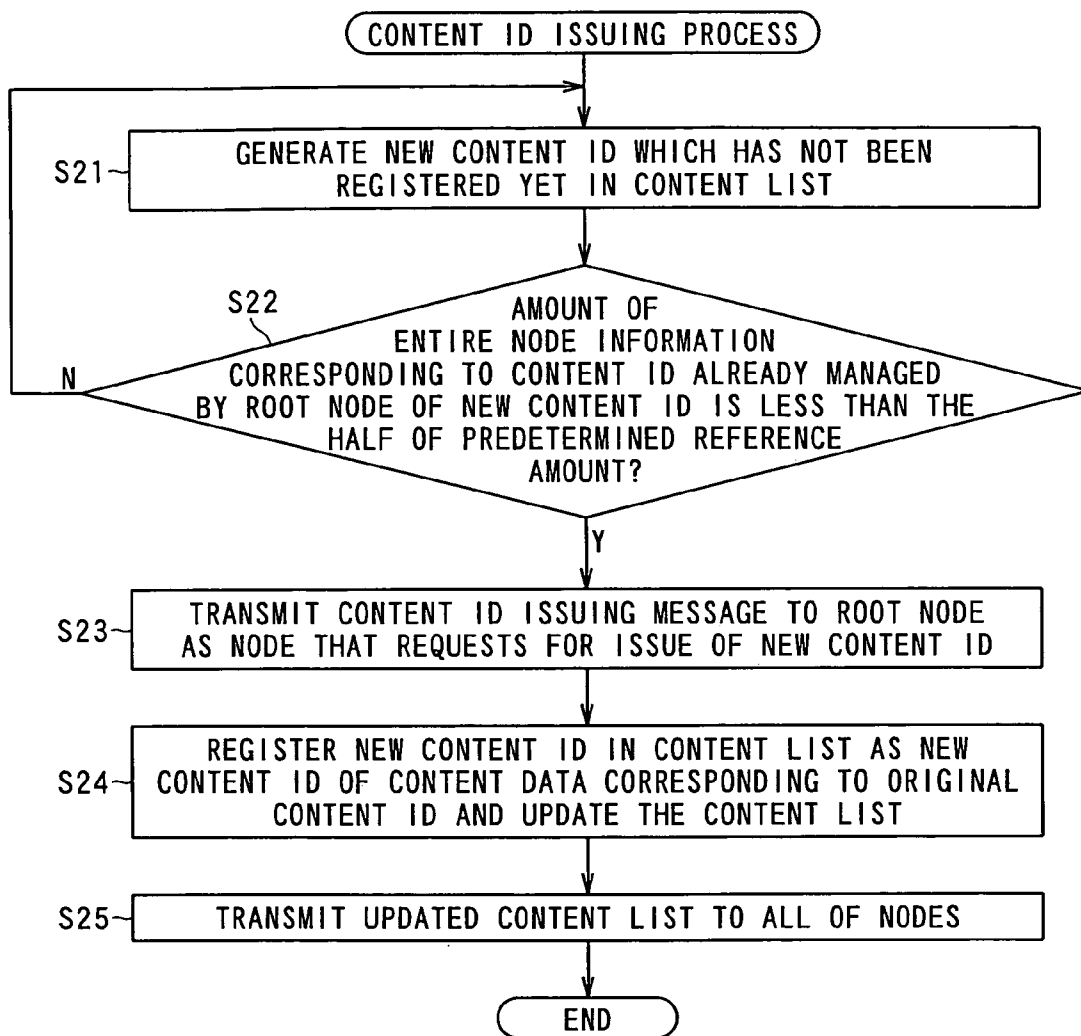 CONTENT ID ISSUING PROCESS
S21
GENERATE NEW CONTENT ID WHICH HAS NOT BEEN
REGISTERED YET IN CONTENT LIST
S22
AMOUNT OF
ENTIRE NODE INFORMATION
CORRESPONDING TO CONTENT ID ALREADY MANAGED
BY ROOT NODE OF NEW CONTENT ID IS LESS THAN THE
HALF OF PREDETERMINED REFERENCE
AMOUNT?
N
Y
S23
TRANSMIT CONTENT ID ISSUING MESSAGE TO ROOT NODE
AS NODE THAT REQUESTS FOR ISSUE OF NEW CONTENT ID
S24
REGISTER NEW CONTENT ID IN CONTENT LIST AS NEW
CONTENT ID OF CONTENT DATA CORRESPONDING TO ORIGINAL
CONTENT ID AND UPDATE THE CONTENT LIST
S25
TRANSMIT UPDATED CONTENT LIST TO ALL OF NODES
END